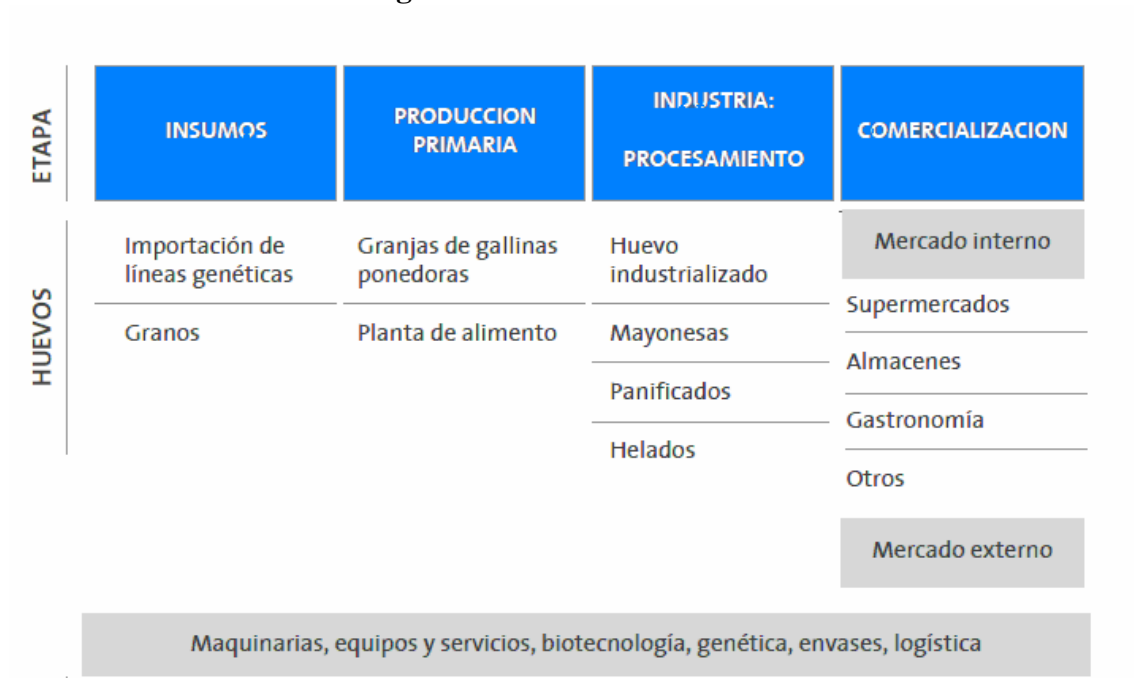 ETAPA
INSUMOS
PRODUCCION
PRIMARIA
INDUSTRIA:
PROCESAMIENTO
COMERCIALIZACION
HUEVOS
Importación de
líneas genéticas
Granos
Granjas de gallinas
ponedoras
Planta de alimento
Huevo
industrializado
Mayonesas
Panificados
Helados
Mercado interno
Supermercados
Almacenes
Gastronomía
Otros
Mercado externo
Maquinarias, equipos y servicios, biotecnología, genética, envases, logística